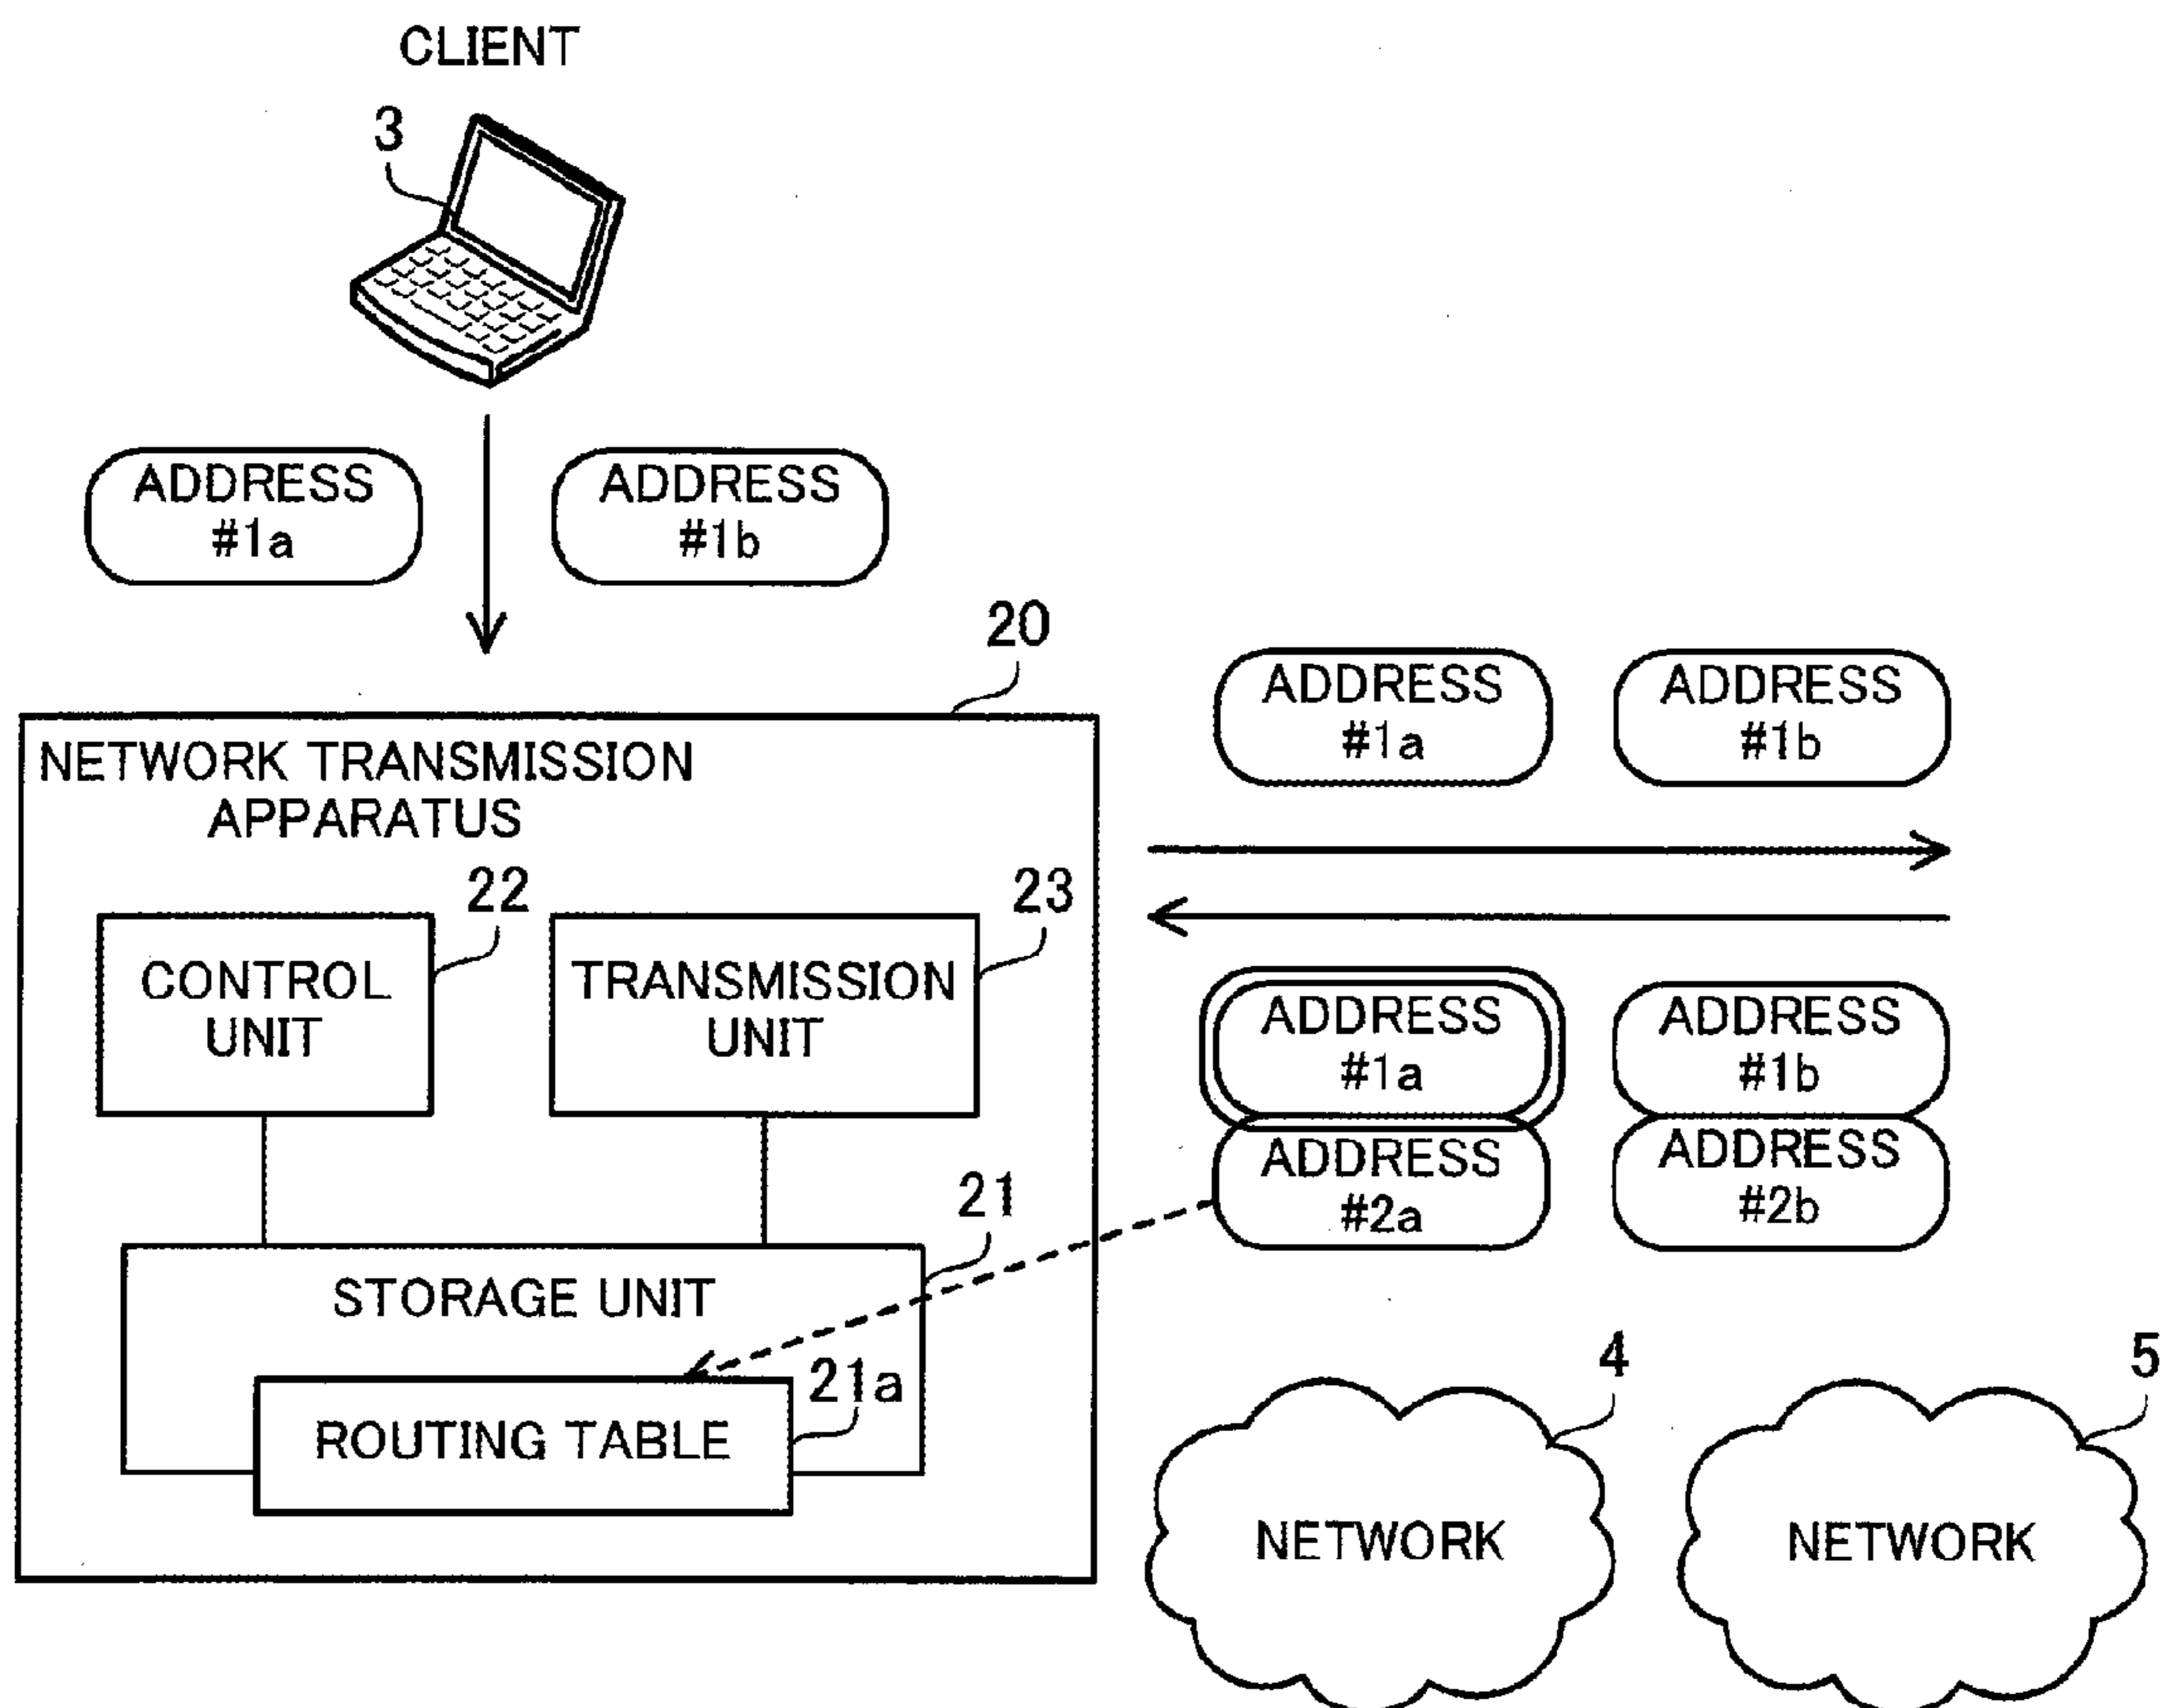 CLIENT
3
ADDRESS
#1a
ADDRESS
#1b
20
NETWORK TRANSMISSION
APPARATUS
22
CONTROL
UNIT
23
TRANSMISSION
UNIT
21
STORAGE UNIT
21a
ROUTING TABLE
ADDRESS
#1a
ADDRESS
#1b
ADDRESS
#1a
ADDRESS
#2a
ADDRESS
#1b
ADDRESS
#2b
4
NETWORK
5
NETWORK